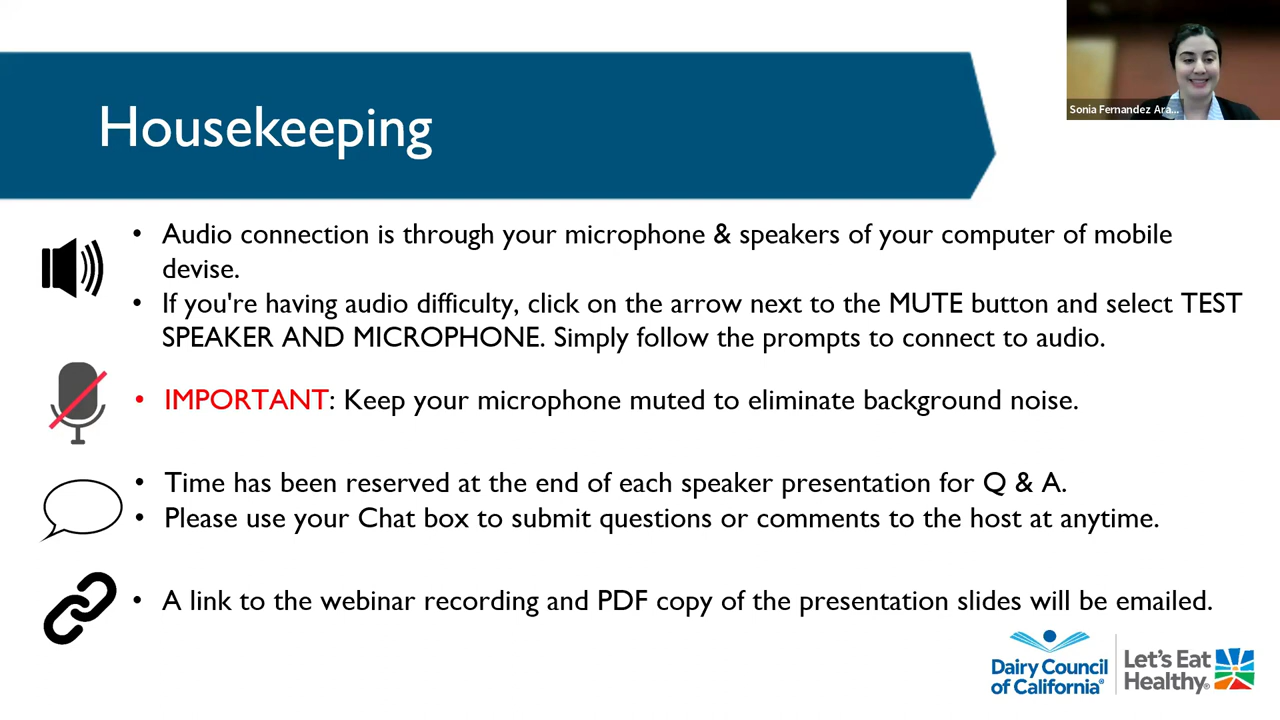 Sonia Fernandez Ara...
Housekeeping
• Audio connection is through your microphone & speakers of your computer of mobile
devise.
• If you're having audio difficulty, click on the arrow next to the MUTE button and select TEST
SPEAKER AND MICROPHONE. Simply follow the prompts to connect to audio.
• IMPORTANT: Keep your microphone muted to eliminate background noise.
• Time has been reserved at the end of each speaker presentation for Q & A.
• Please use your Chat box to submit questions or comments to the host at anytime.
• A link to the webinar recording and PDF copy of the presentation slides will be emailed.
Dairy Council
of California®
Let's Eat
Healthy®